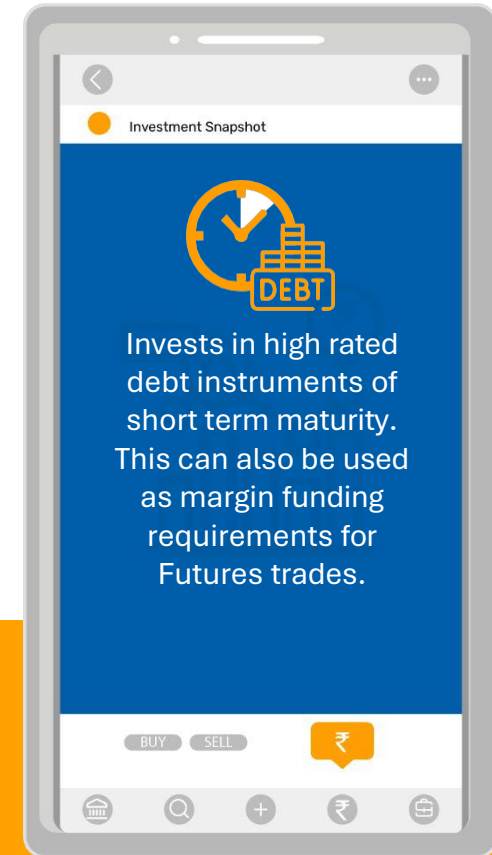 Investment Snapshot
DEBT
Invests in high rated
debt instruments of
short term maturity.
This can also be used
as margin funding
requirements for
Futures trades.
BUY SELL
₹
₹